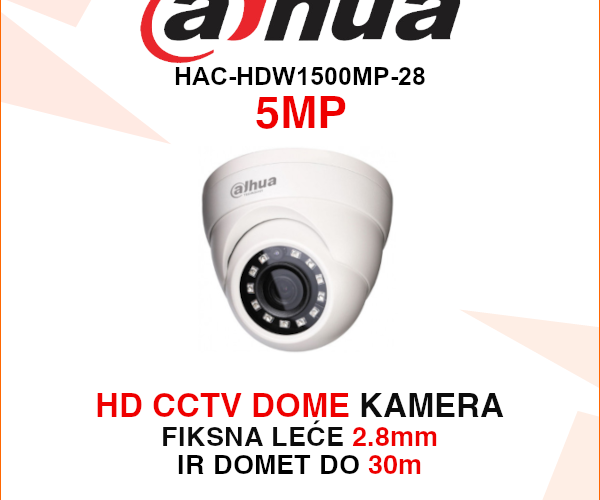 alhua
HAC-HDW1500MP-28
5MP
alhua
HD CCTV DOME KAMERA
FIKSNA LEĆE 2.8mm
IR DOMET DO 30m